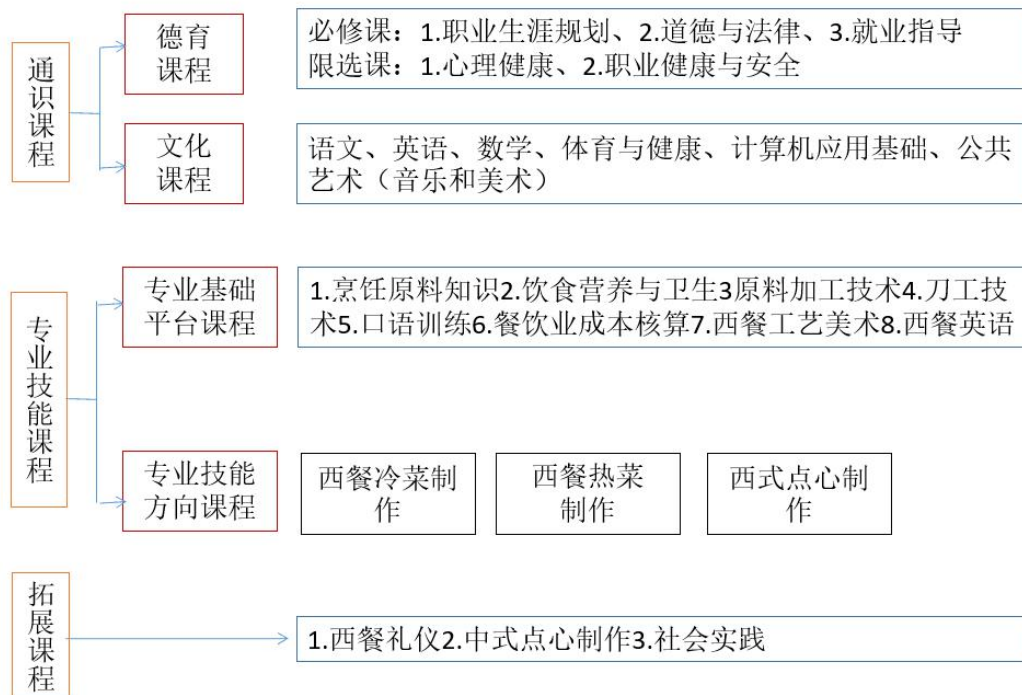 通识课程
德育
课程
必修课：1.职业生涯规划、2.道德与法律、3.就业指导
限选课：1.心理健康、2.职业健康与安全
文化
课程
语文、英语、数学、体育与健康、计算机应用基础、公共
艺术（音乐和美术）
专业技能课程
专业基础
平台课程
1.烹饪原料知识2.饮食营养与卫生3原料加工技术4.刀工技
术5.口语训练6.餐饮业成本核算7.西餐工艺美术8.西餐英语
专业技能
方向课程
西餐冷菜制
作
西餐热菜
制作
西式点心制
作
拓展课程
1.西餐礼仪2.中式点心制作3.社会实践